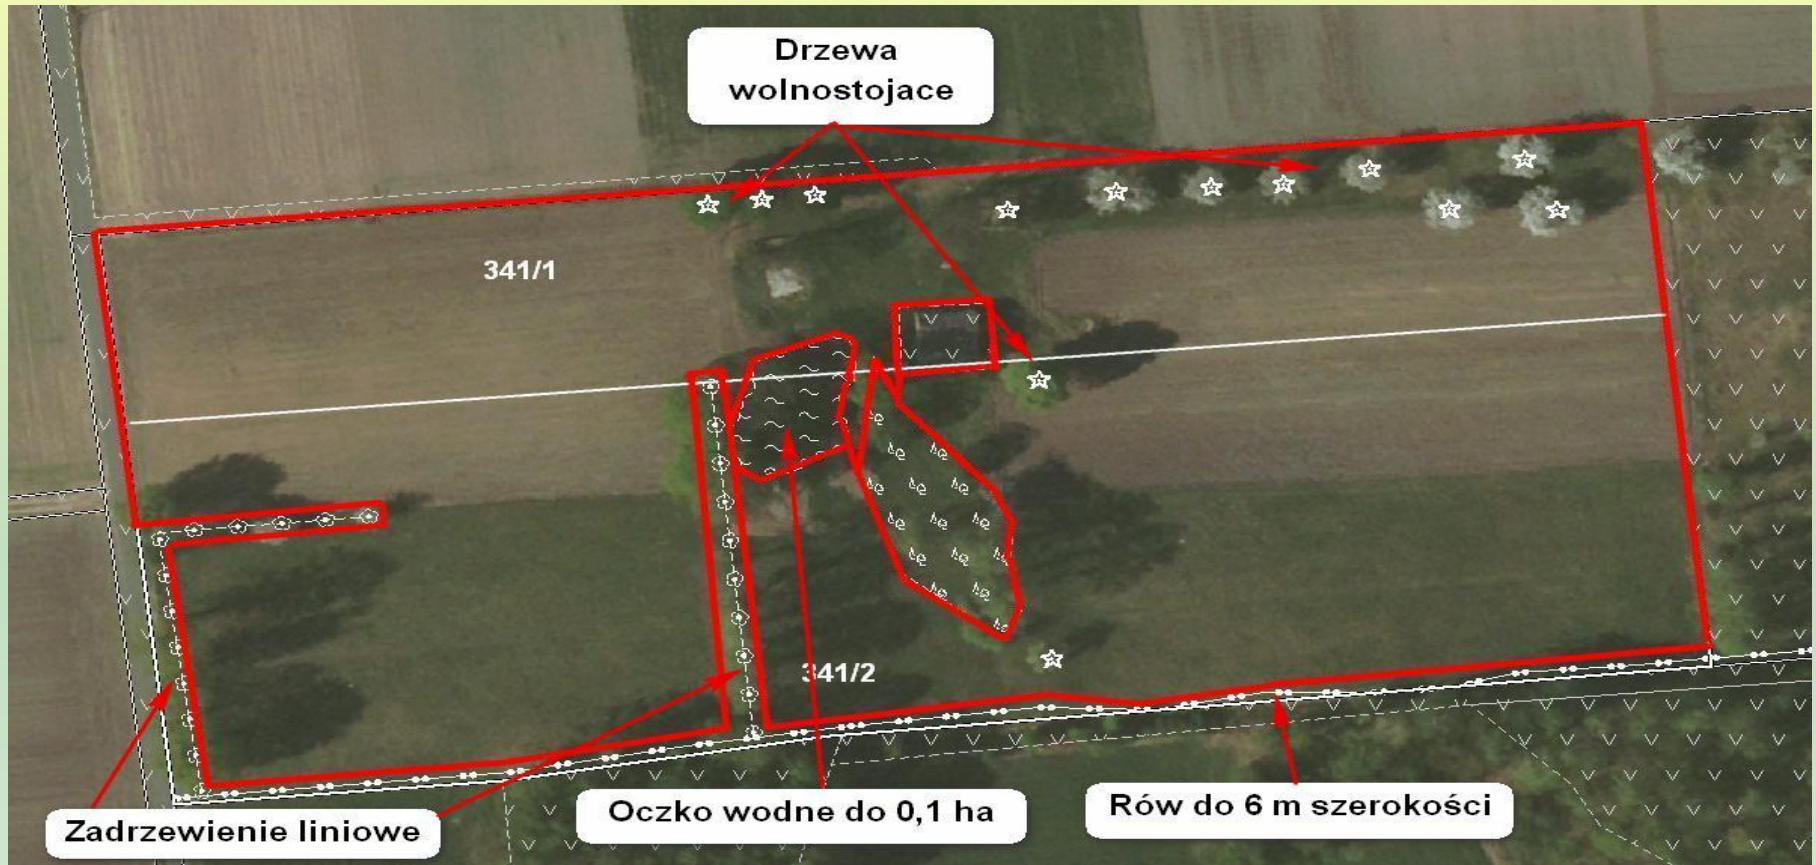 Drzewa
wolnostojace
341/1
341/2
Oczko wodne do 0,1 ha
Rów do 6 m szerokości
Zadrzewienie liniowe